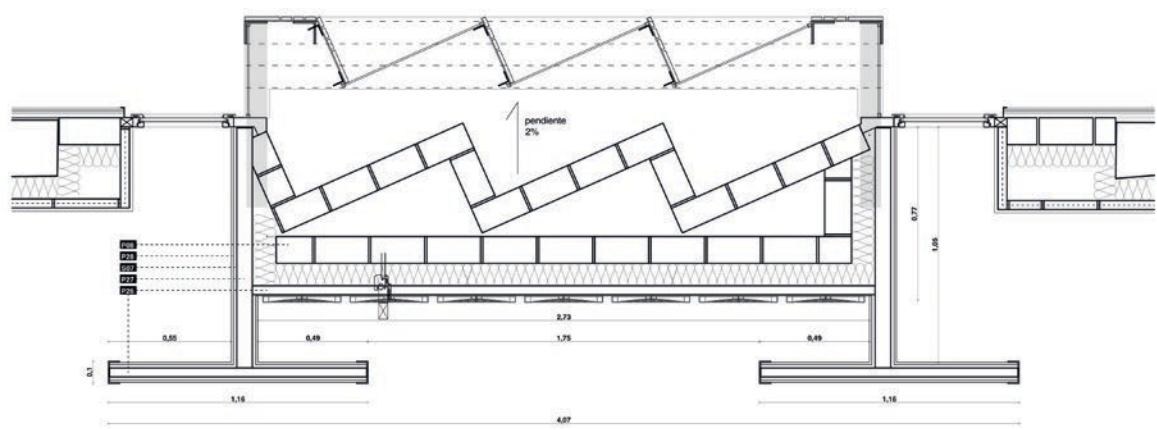 pendiente
2%
0,77
1,05
P08
P28
G07
P27
P26
2,73
0,55
0,49
1,75
0,49
0,1
1,16
1,16
4,07